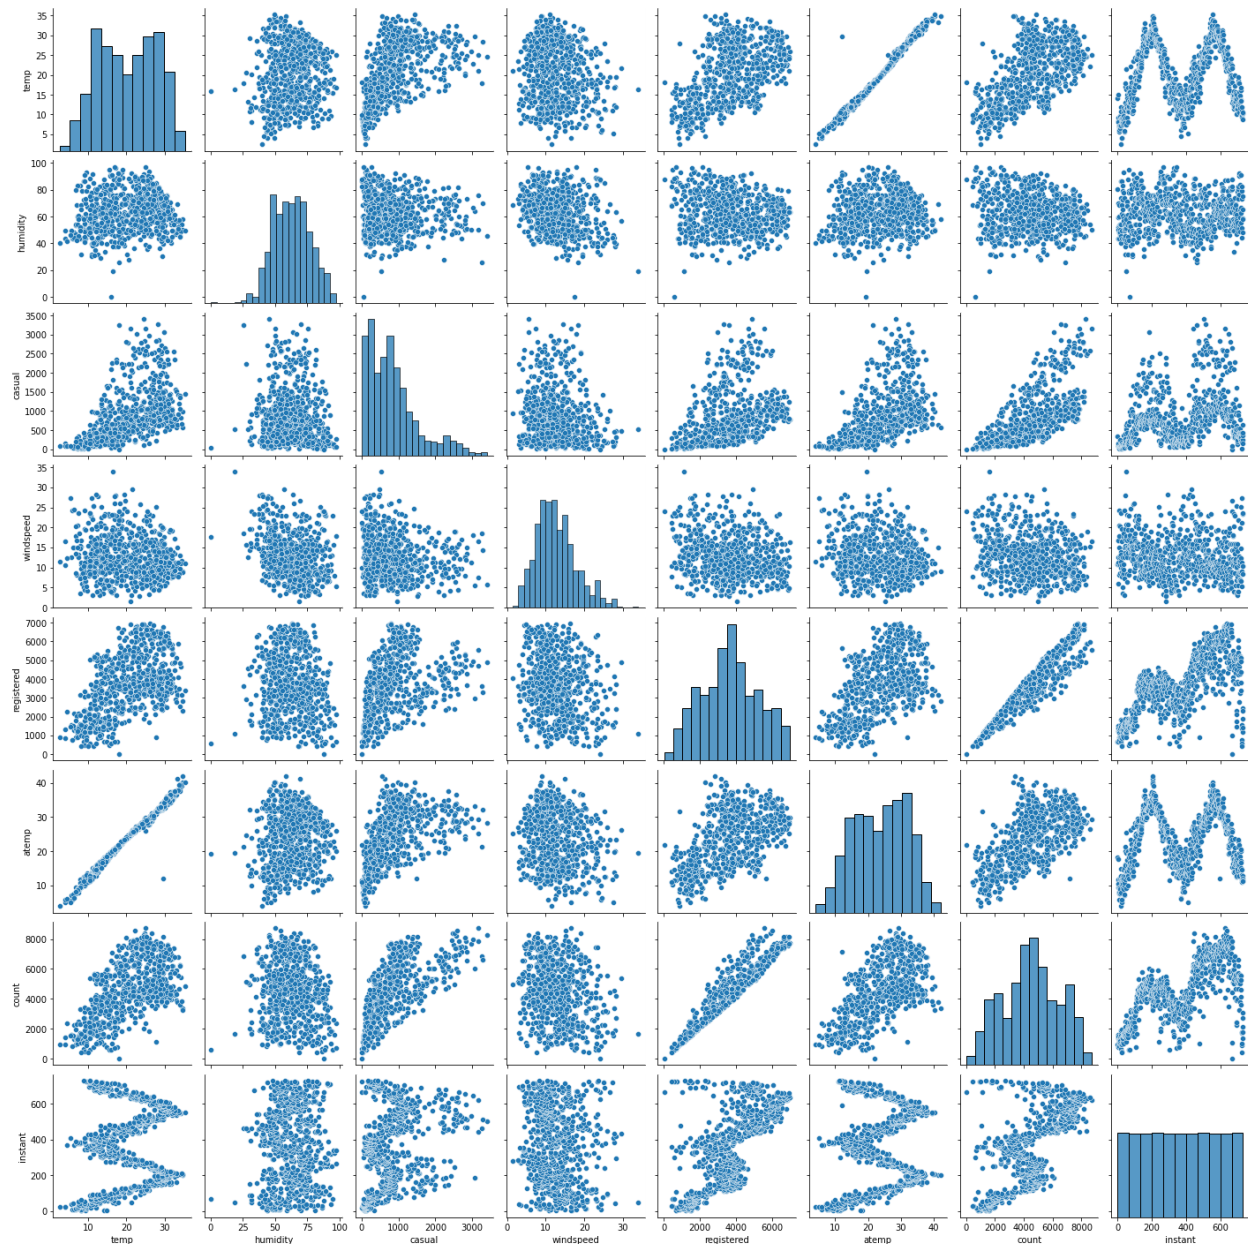 35
30
25
20
15
10
5
temp
100
80
60
40
20
0
humidity
3500
3000
2500
2000
1500
1000
500
0
casual
35
30
25
20
15
10
5
0
windspeed
7000
6000
5000
4000
3000
2000
1000
0
registered
40
30
20
10
atemp
8000
6000
4000
2000
0
count
600
400
200
0
instant
10 20 30
0 25 50 75 100
0 1000 2000 3000
0 10 20 30
0 2000 4000 6000
10 20 30 40
0 2000 4000 6000 8000
0 200 400 600
temp humidity casual windspeed registered atemp count instant